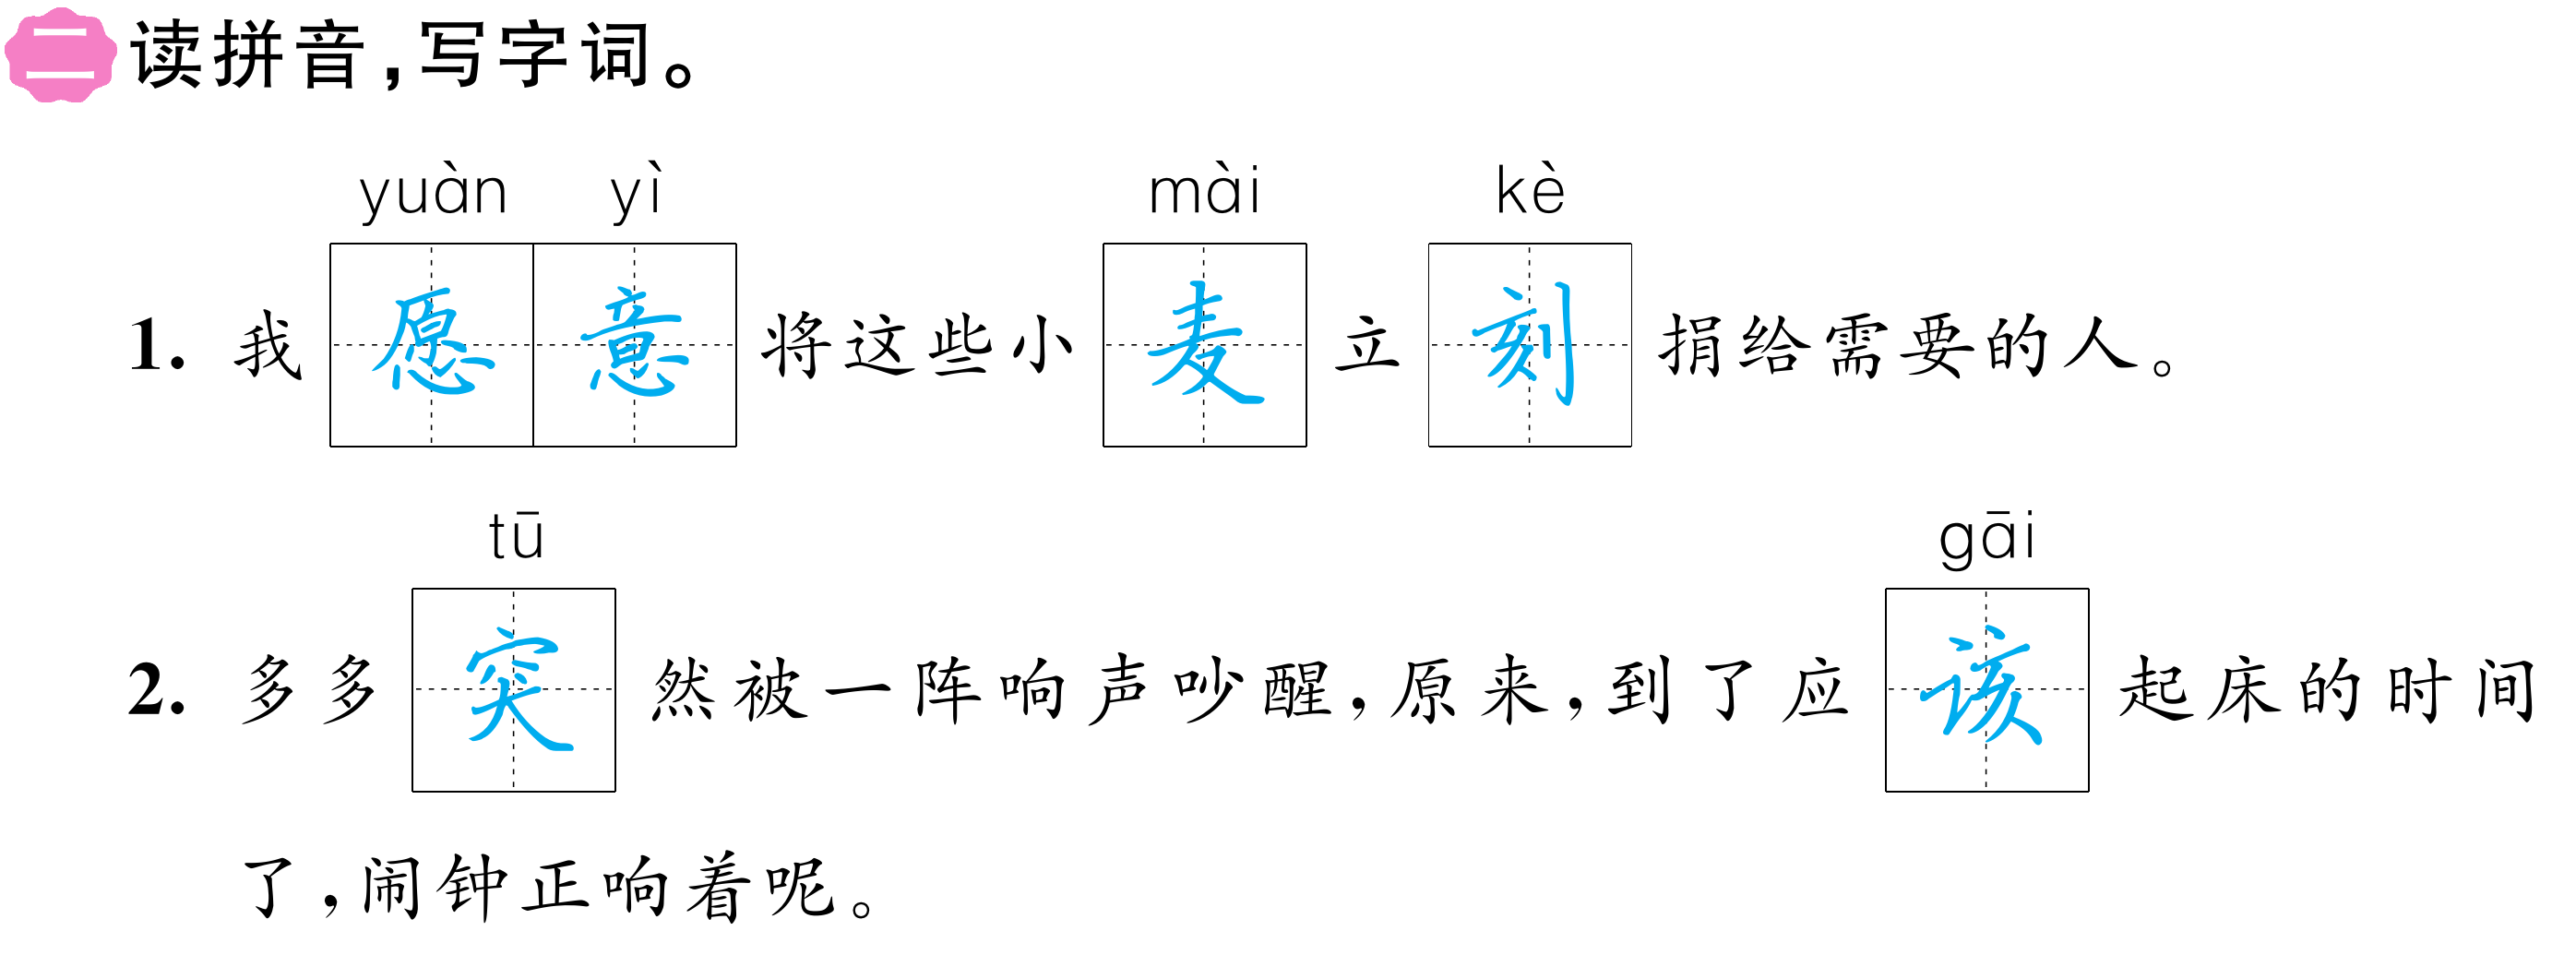 二 读拼音,写字词。
yuàn yì mài kè
1. 我愿意将这些小麦立刻捐给需要的人。
tū gāi
2. 多多突然被一阵响声吵醒,原来,到了应该起床的时间
了,闹钟正响着呢。